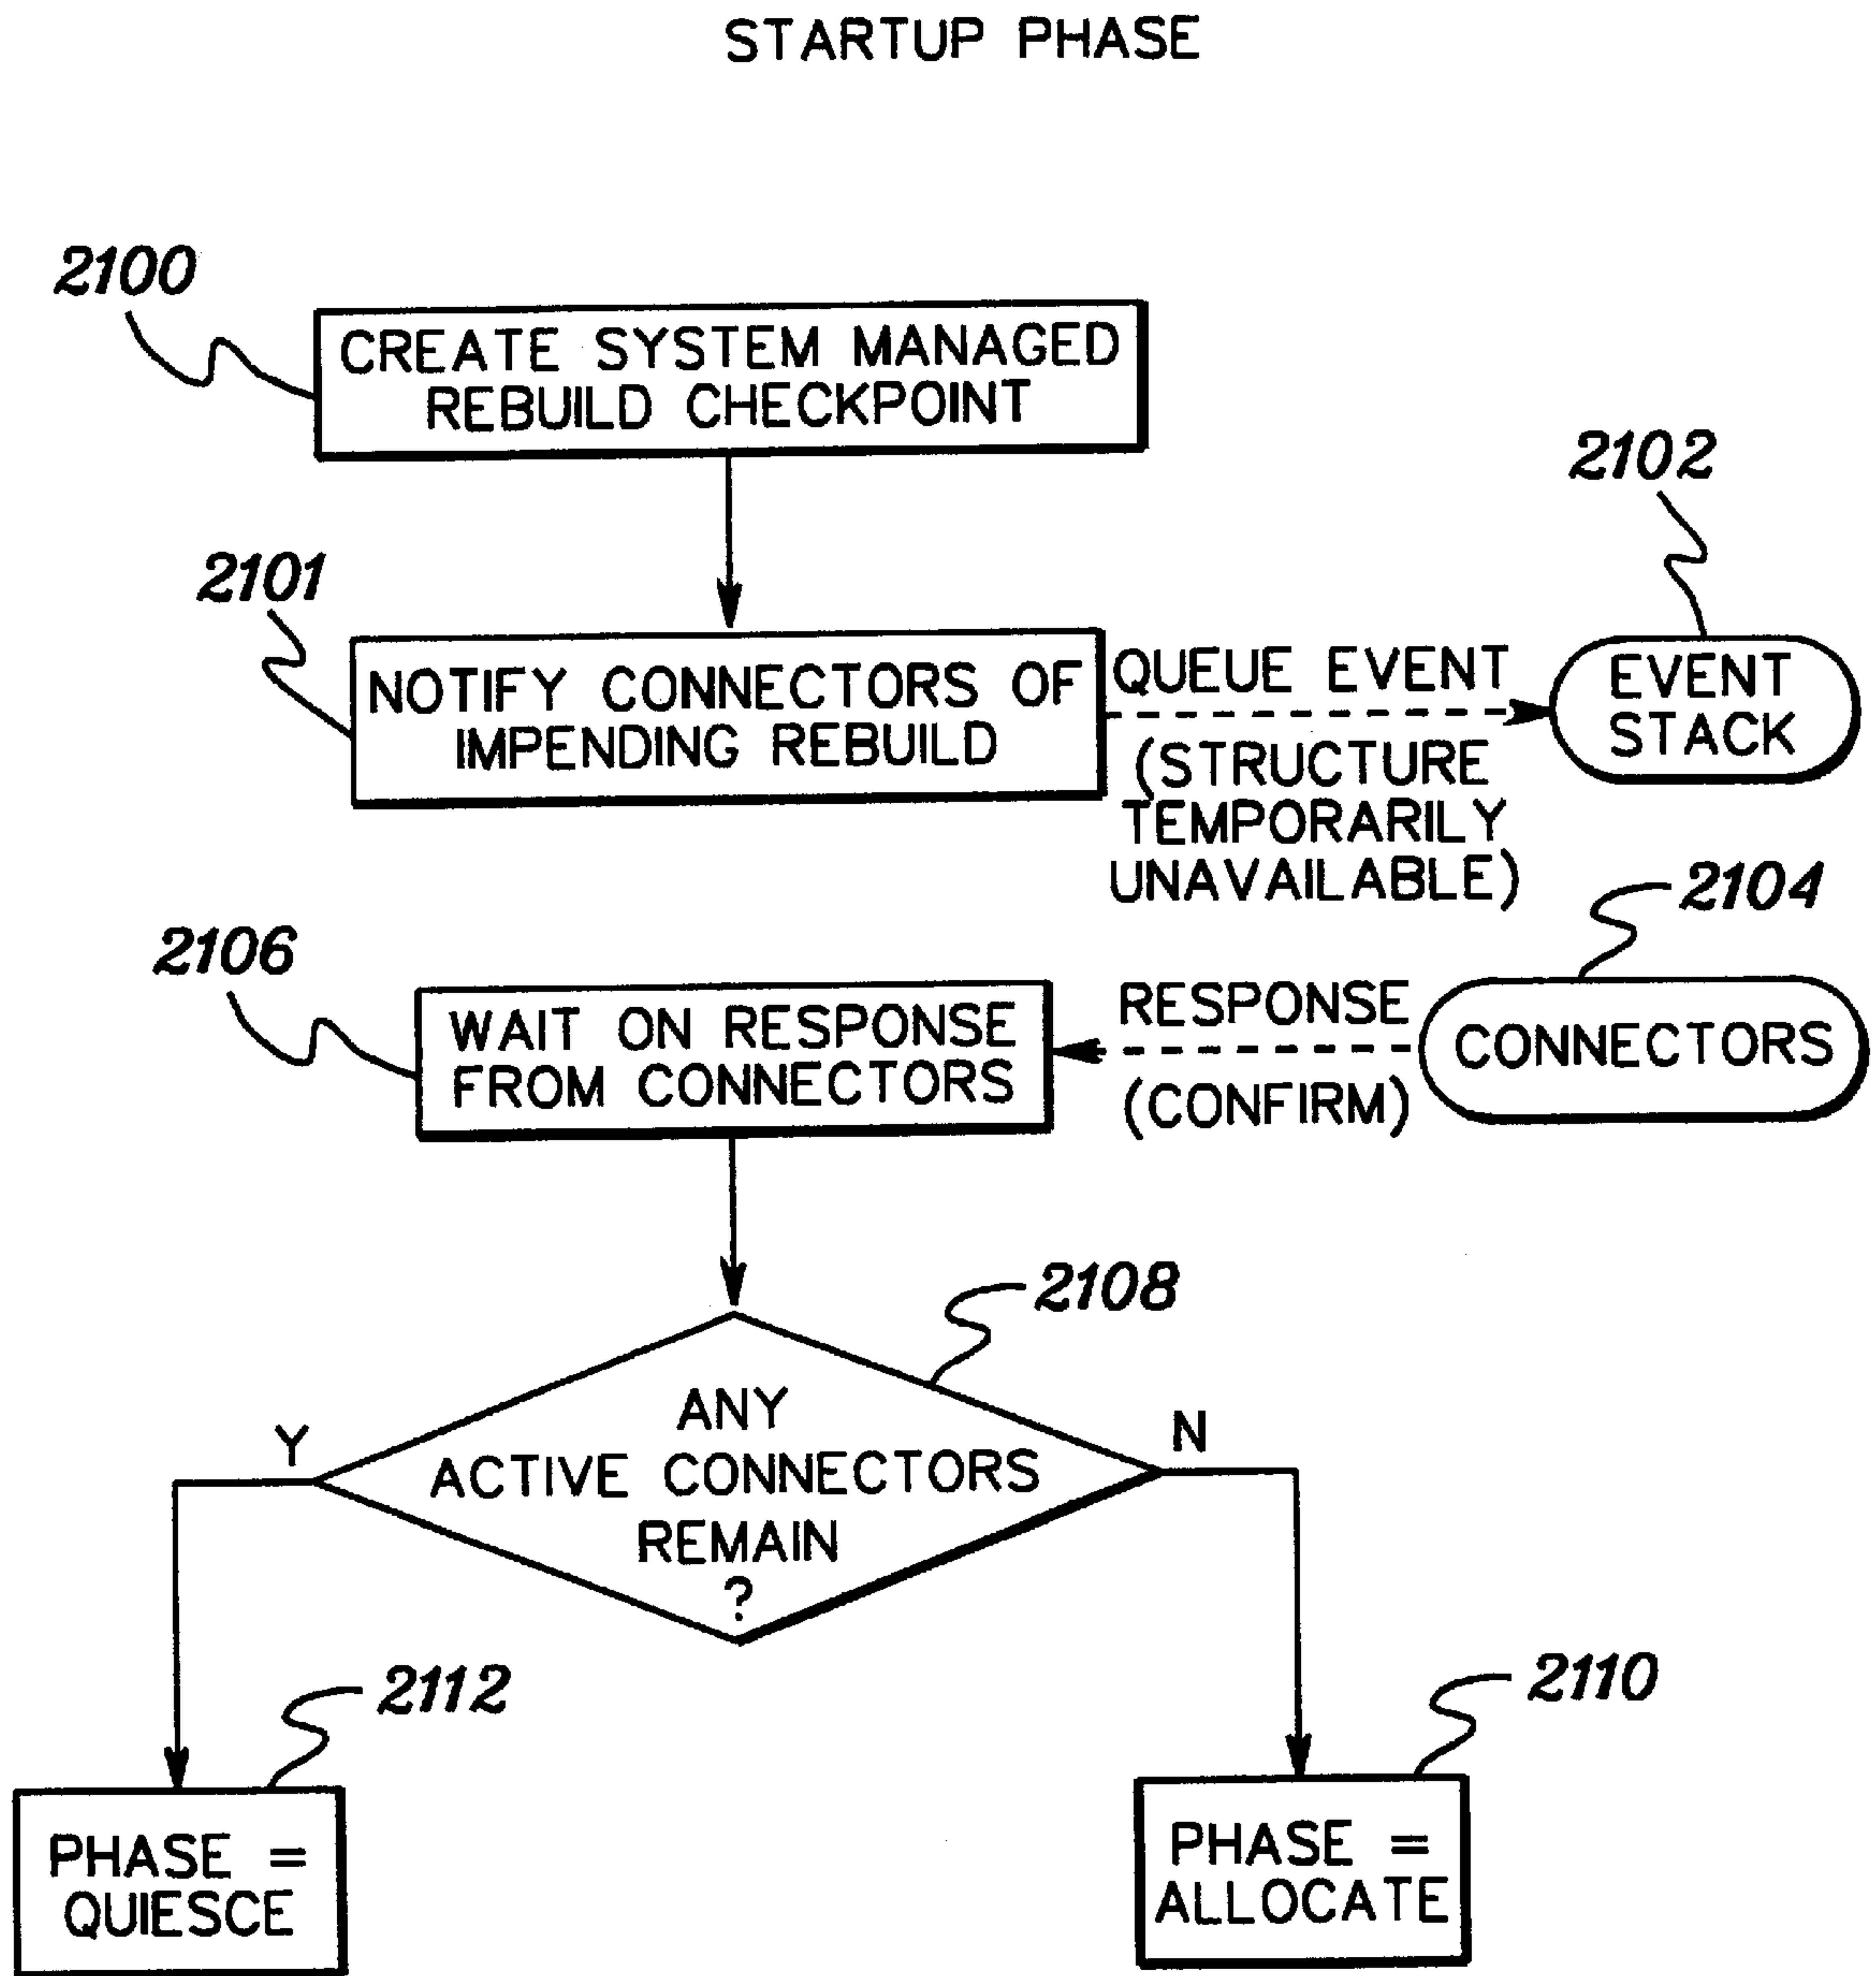 STARTUP PHASE
2100
CREATE SYSTEM MANAGED
REBUILD CHECKPOINT
2102
2101
NOTIFY CONNECTORS OF
IMPENDING REBUILD
QUEUE EVENT
(STRUCTURE
TEMPORARILY
UNAVAILABLE)
EVENT
STACK
2104
2106
WAIT ON RESPONSE
FROM CONNECTORS
RESPONSE
(CONFIRM)
CONNECTORS
2108
ANY
ACTIVE CONNECTORS
REMAIN
?
Y
N
2112
2110
PHASE =
QUIESCE
PHASE =
ALLOCATE